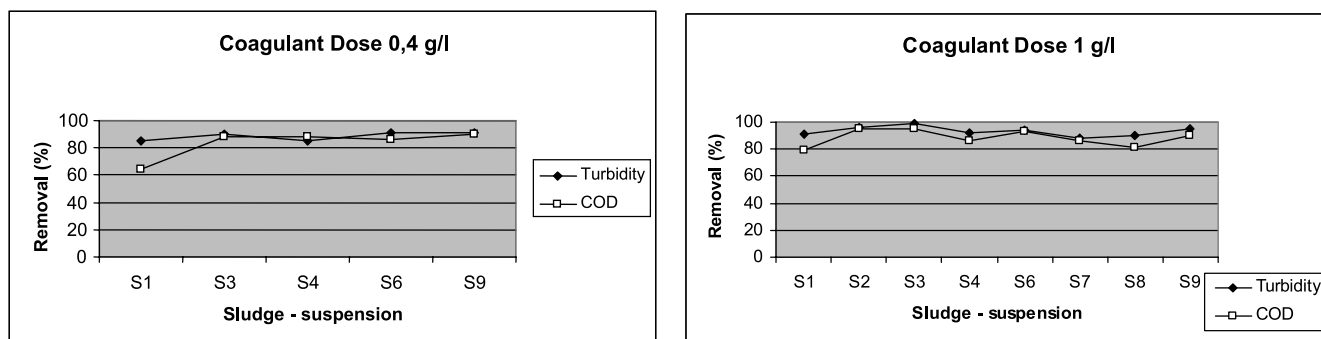 Coagulant Dose 0,4 g/l
Removal (%)
100
80
60
40
20
0
S1 S3 S4 S6 S9
Sludge - suspension
Turbidity
COD
Coagulant Dose 1 g/l
Removal (%)
100
80
60
40
20
0
S1 S2 S3 S4 S6 S7 S8 S9
Sludge - suspension
Turbidity
COD